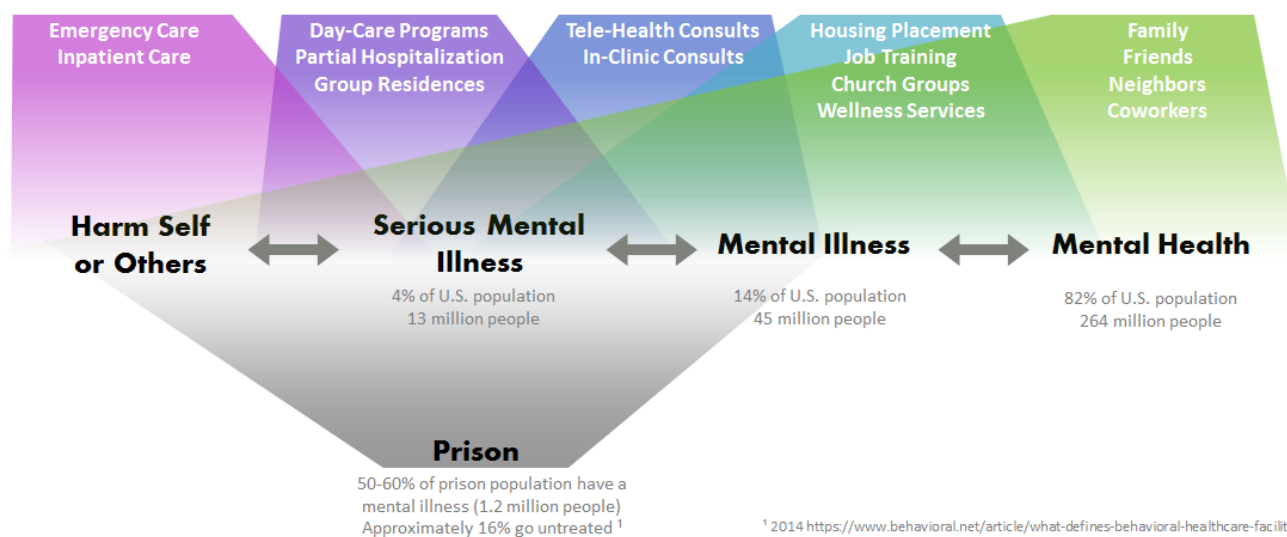 Emergency Care
Inpatient Care
Day-Care Programs
Partial Hospitalization
Group Residences
Tele-Health Consults
In-Clinic Consults
Housing Placement
Job Training
Church Groups
Wellness Services
Family
Friends
Neighbors
Coworkers
Harm Self
or Others
Serious Mental
Illness
4% of U.S. population
13 million people
Mental Illness
14% of U.S. population
45 million people
Mental Health
82% of U.S. population
264 million people
Prison
50-60% of prison population have a
mental illness (1.2 million people)
Approximately 16% go untreated ¹
¹ 2014 https://www.behavioral.net/article/what-defines-behavioral-healthcare-facilit